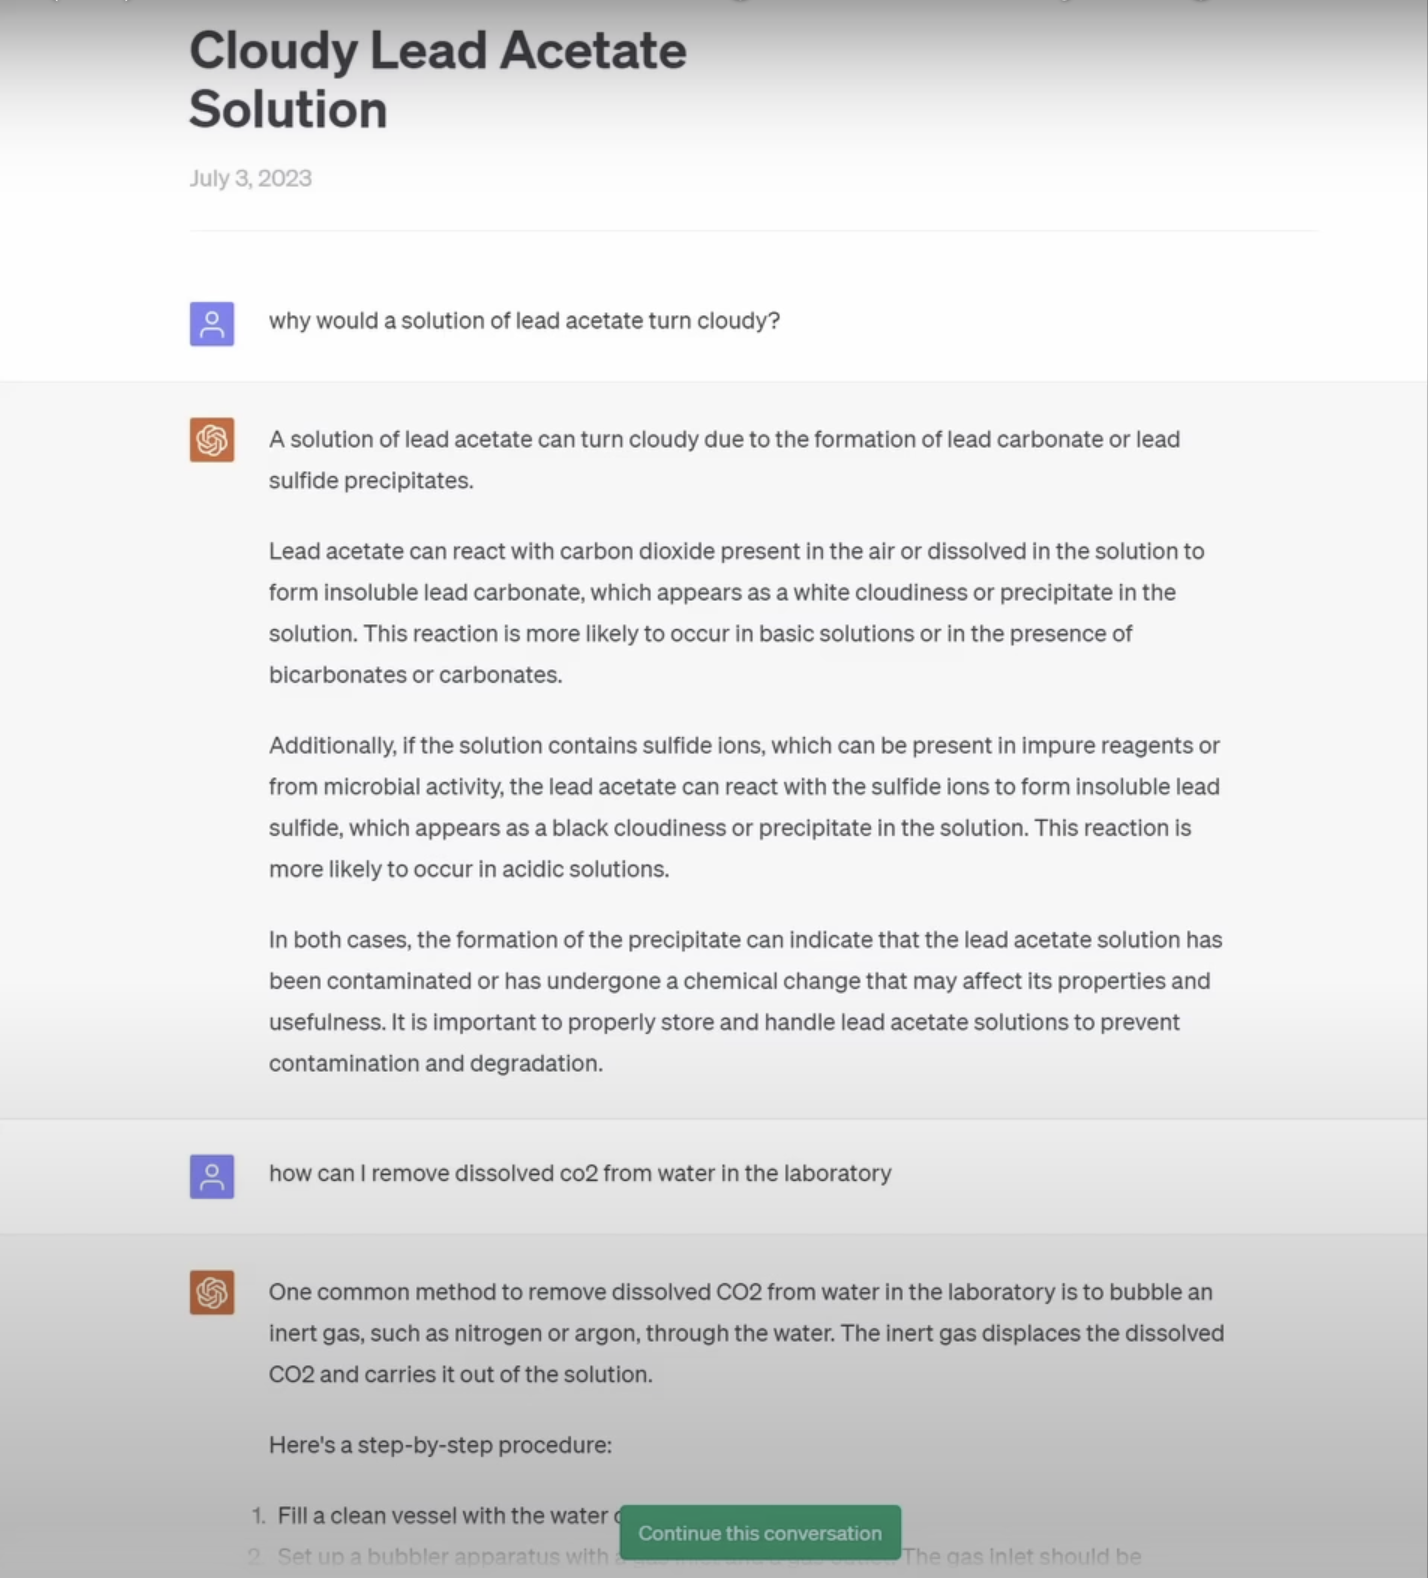 Cloudy Lead Acetate
Solution
July 3, 2023
why would a solution of lead acetate turn cloudy?
A solution of lead acetate can turn cloudy due to the formation of lead carbonate or lead
sulfide precipitates.
Lead acetate can react with carbon dioxide present in the air or dissolved in the solution to
form insoluble lead carbonate, which appears as a white cloudiness or precipitate in the
solution. This reaction is more likely to occur in basic solutions or in the presence of
bicarbonates or carbonates.
Additionally, if the solution contains sulfide ions, which can be present in impure reagents or
from microbial activity, the lead acetate can react with the sulfide ions to form insoluble lead
sulfide, which appears as a black cloudiness or precipitate in the solution. This reaction is
more likely to occur in acidic solutions.
In both cases, the formation of the precipitate can indicate that the lead acetate solution has
been contaminated or has undergone a chemical change that may affect its properties and
usefulness. It is important to properly store and handle lead acetate solutions to prevent
contamination and degradation.
how can I remove dissolved co2 from water in the laboratory
One common method to remove dissolved CO2 from water in the laboratory is to bubble an
inert gas, such as nitrogen or argon, through the water. The inert gas displaces the dissolved
CO2 and carries it out of the solution.
Here's a step-by-step procedure:
1. Fill a clean vessel with the water
Continue this conversation
2 Set up a bubbler apparatus with a The gas inlet should be